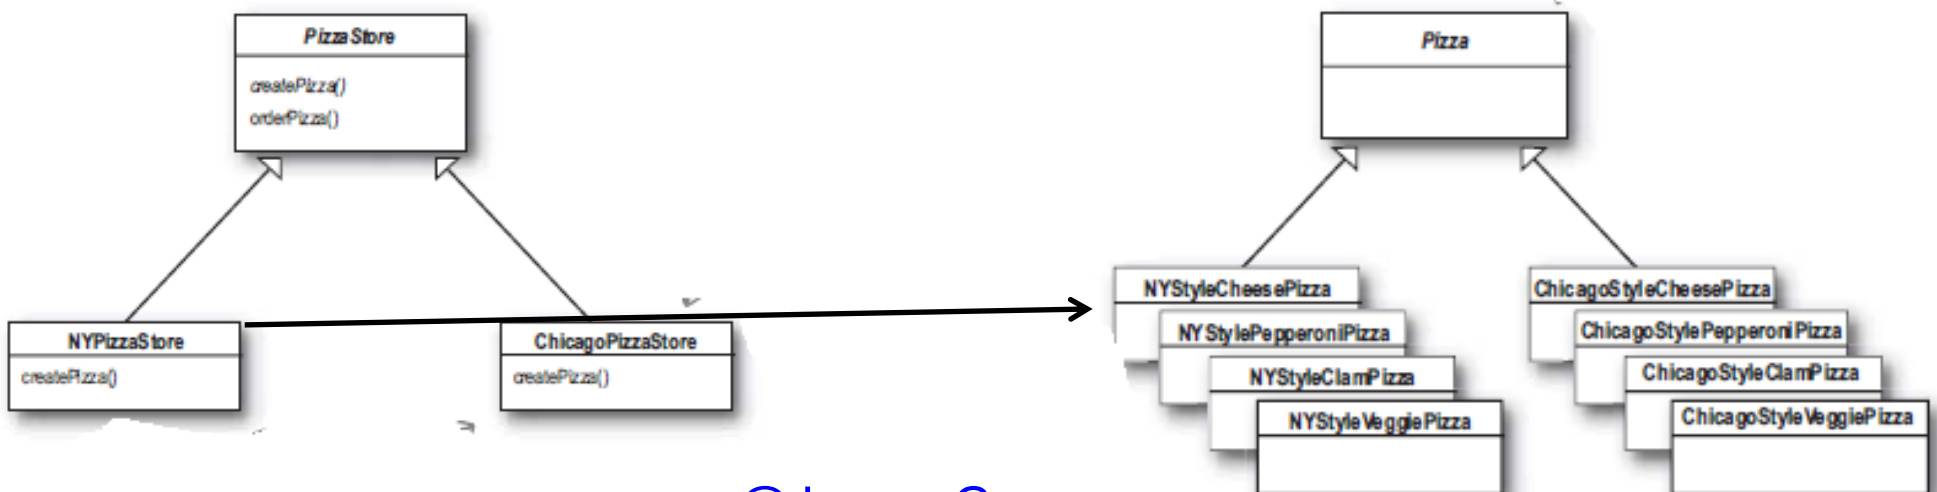 PizzaStore
createPizza()
orderPizza()
NYPizzaStore
createPizza()
ChicagoPizzaStore
createPizza()
Pizza
NYStyleCheesePizza
NYStylePepperoniPizza
NYStyleClamPizza
NYStyleVeggiePizza
ChicagoStyleCheesePizza
ChicagoStylePepperoniPizza
ChicagoStyleClamPizza
ChicagoStyleVeggiePizza